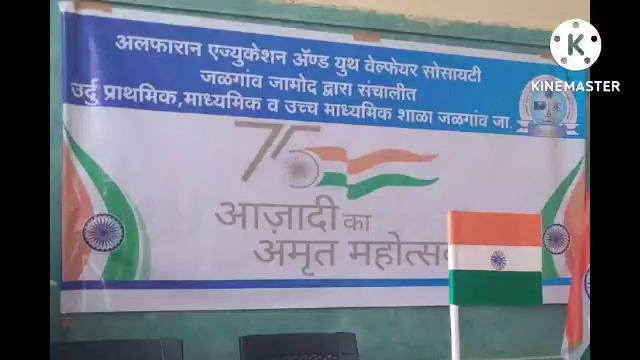 अलफारान एज्युकेशन ॲण्ड युथ वेल्फेयर सोसायटी
जळगांव जामोद द्वारा संचालीत
उर्दु प्राथमिक,माध्यमिक व उच्च माध्यमिक शाळा जळगांव जा.
75
आज़ादी का
अमृत महोत्सव
KINEMASTER